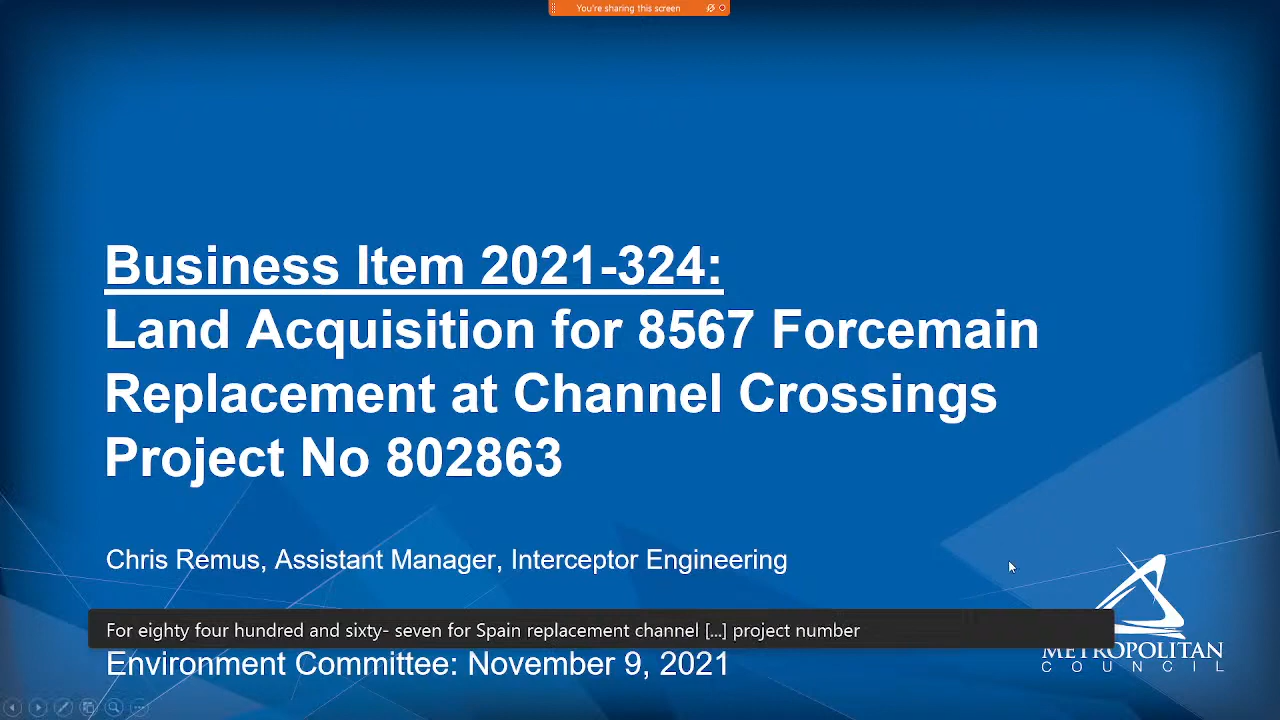 You're sharing this screen
Business Item 2021-324:
Land Acquisition for 8567 Forcemain
Replacement at Channel Crossings
Project No 802863
Chris Remus, Assistant Manager, Interceptor Engineering
For eighty four hundred and sixty- seven for Spain replacement channel [...] project number
Environment Committee: November 9, 2021
METROPOLITAN
COUNCIL